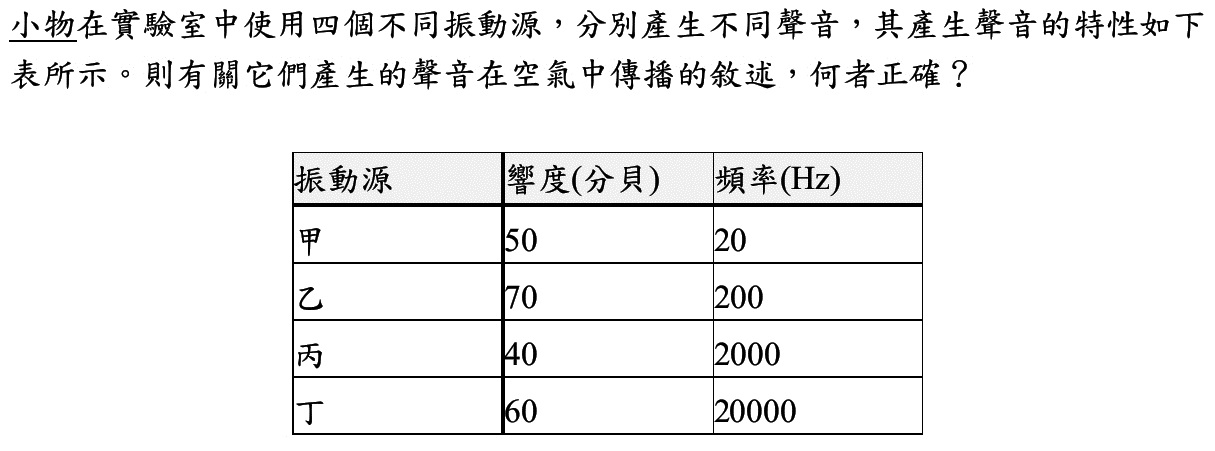 小物在實驗室中使用四個不同振動源，分別產生不同聲音，其產生聲音的特性如下
表所示。則有關它們產生的聲音在空氣中傳播的敘述，何者正確？
振動源 響度(分貝) 頻率(Hz)
甲 50 20
乙 70 200
丙 40 2000
丁 60 20000